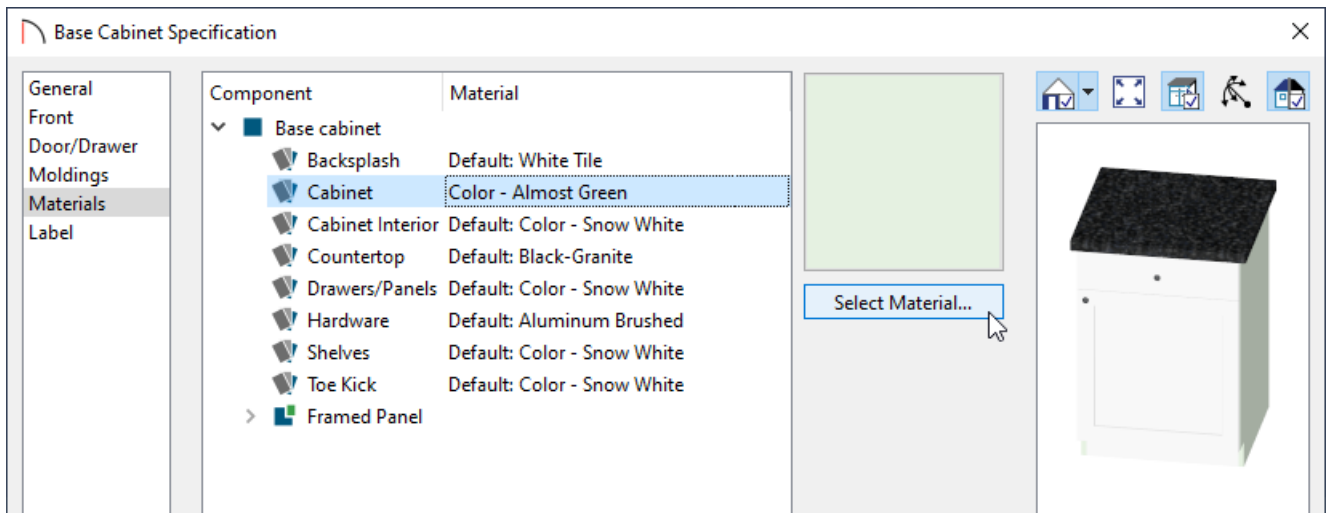 Base Cabinet Specification
General
Front
Door/Drawer
Moldings
Materials
Label
Component Material
Base cabinet
Backsplash Default: White Tile
Cabinet Color - Almost Green
Cabinet Interior Default: Color - Snow White
Countertop Default: Black-Granite
Drawers/Panels Default: Color - Snow White
Hardware Default: Aluminum Brushed
Shelves Default: Color - Snow White
Toe Kick Default: Color - Snow White
Framed Panel
Select Material...